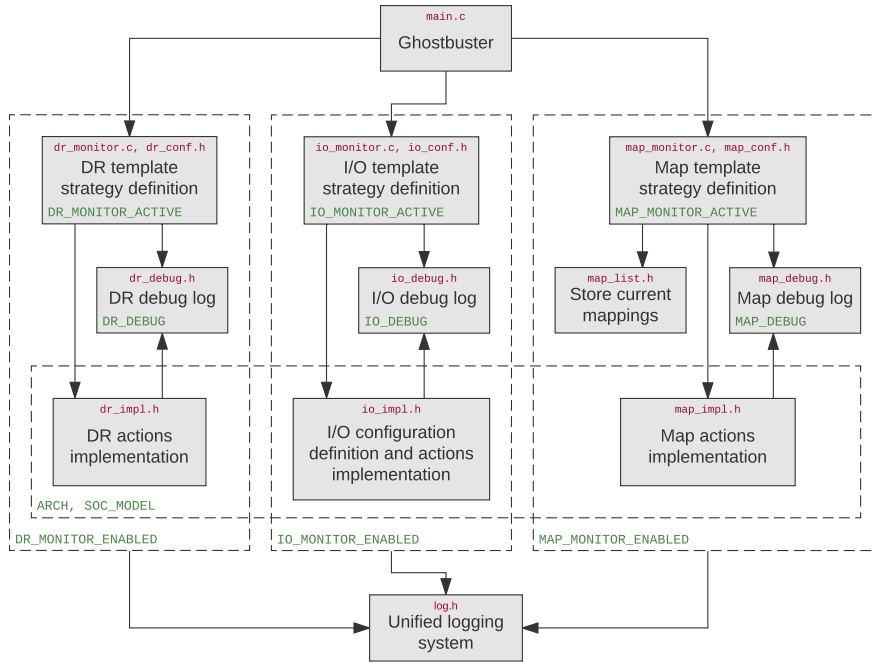 main.c
Ghostbuster
dr_monitor.c, dr_conf.h
DR template
strategy definition
DR_MONITOR_ACTIVE
io_monitor.c, io_conf.h
I/O template
strategy definition
IO_MONITOR_ACTIVE
map_monitor.c, map_conf.h
Map template
strategy definition
MAP_MONITOR_ACTIVE
dr_debug.h
DR debug log
DR_DEBUG
io_debug.h
I/O debug log
IO_DEBUG
map_list.h
Store current
mappings
map_debug.h
Map debug log
MAP_DEBUG
dr_impl.h
DR actions
implementation
io_impl.h
I/O configuration
definition and actions
implementation
map_impl.h
Map actions
implementation
ARCH, SOC_MODEL
DR_MONITOR_ENABLED
IO_MONITOR_ENABLED
MAP_MONITOR_ENABLED
log.h
Unified logging
system